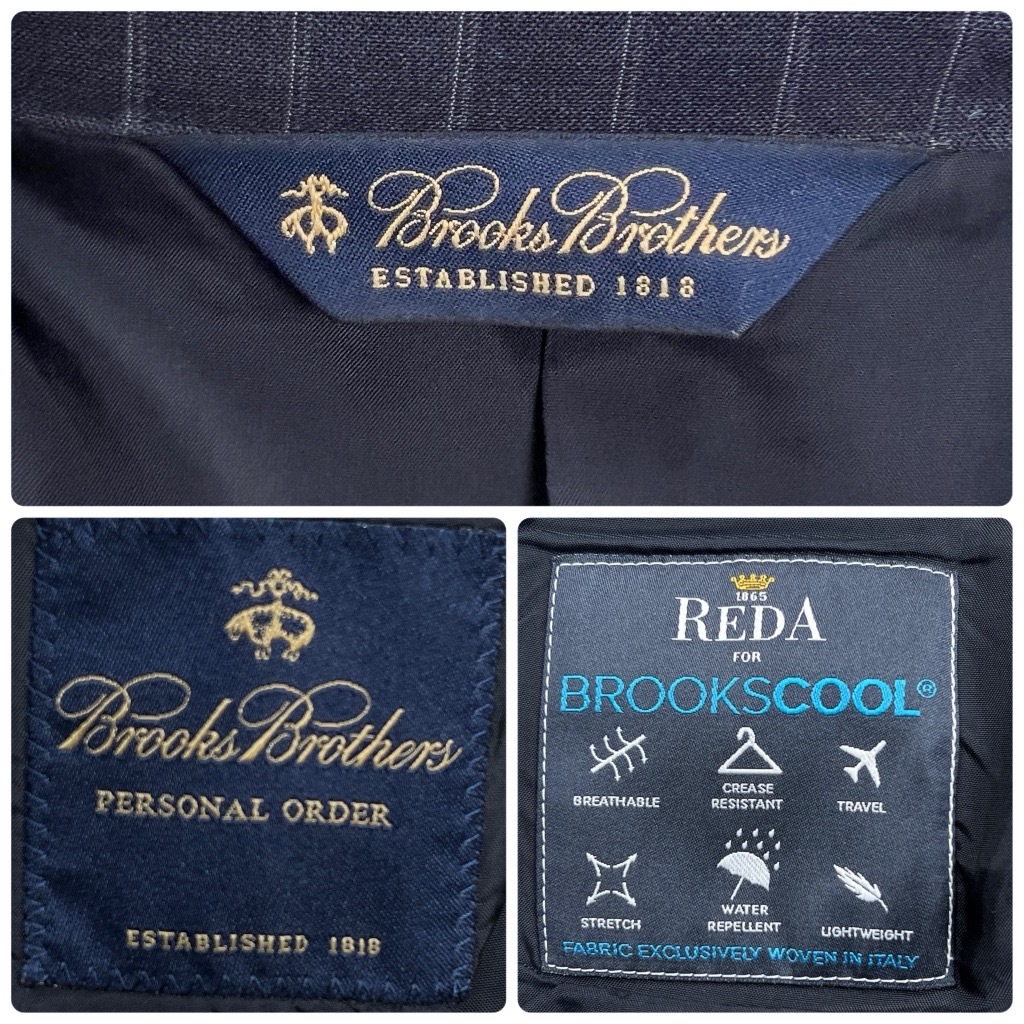 Brooks Brothers
ESTABLISHED 1818
Brooks Brothers
PERSONAL ORDER
ESTABLISHED 1818
1865
REDA
FOR
BROOKSCOOL®
BREATHABLE
CREASE
RESISTANT
TRAVEL
STRETCH
WATER
REPELLENT
LIGHTWEIGHT
FABRIC EXCLUSIVELY WOVEN IN ITALY